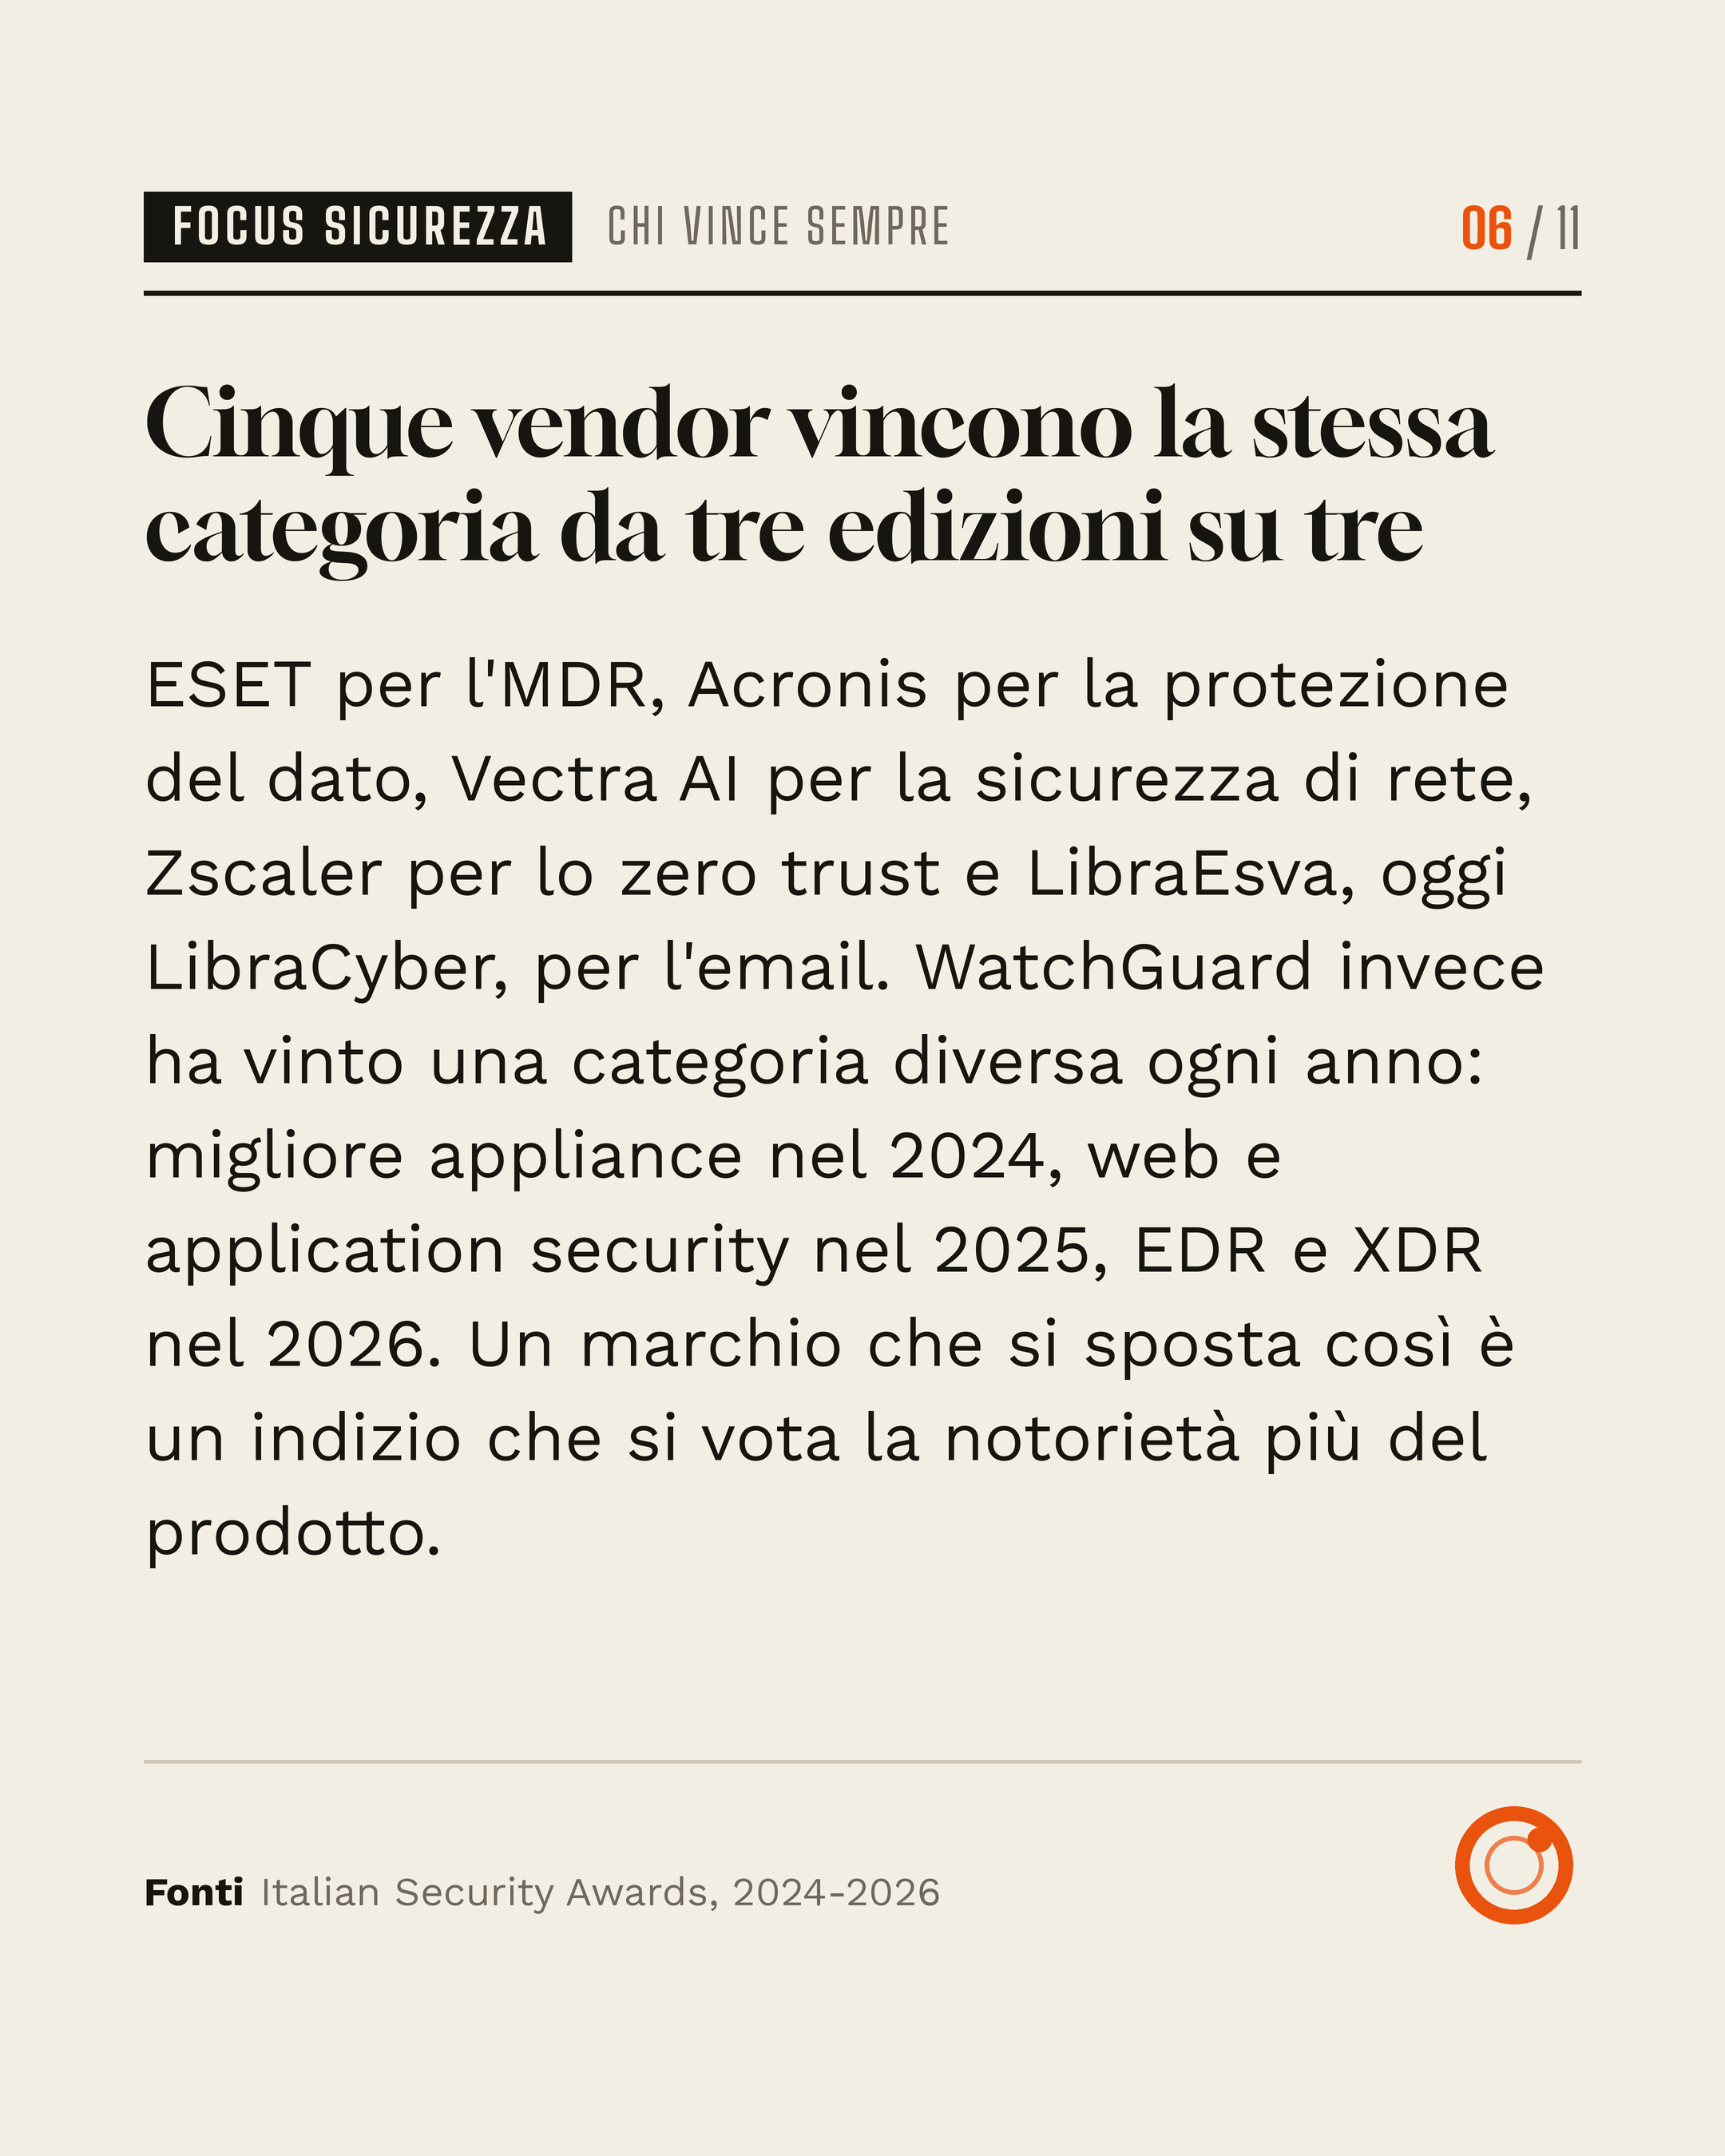 FOCUS SICUREZZA CHI VINCE SEMPRE 06 / 11
Cinque vendor vincono la stessa
categoria da tre edizioni su tre
ESET per l'MDR, Acronis per la protezione
del dato, Vectra AI per la sicurezza di rete,
Zscaler per lo zero trust e LibraEsva, oggi
LibraCyber, per l'email. WatchGuard invece
ha vinto una categoria diversa ogni anno:
migliore appliance nel 2024, web e
application security nel 2025, EDR e XDR
nel 2026. Un marchio che si sposta così è
un indizio che si vota la notorietà più del
prodotto.
Fonti Italian Security Awards, 2024-2026